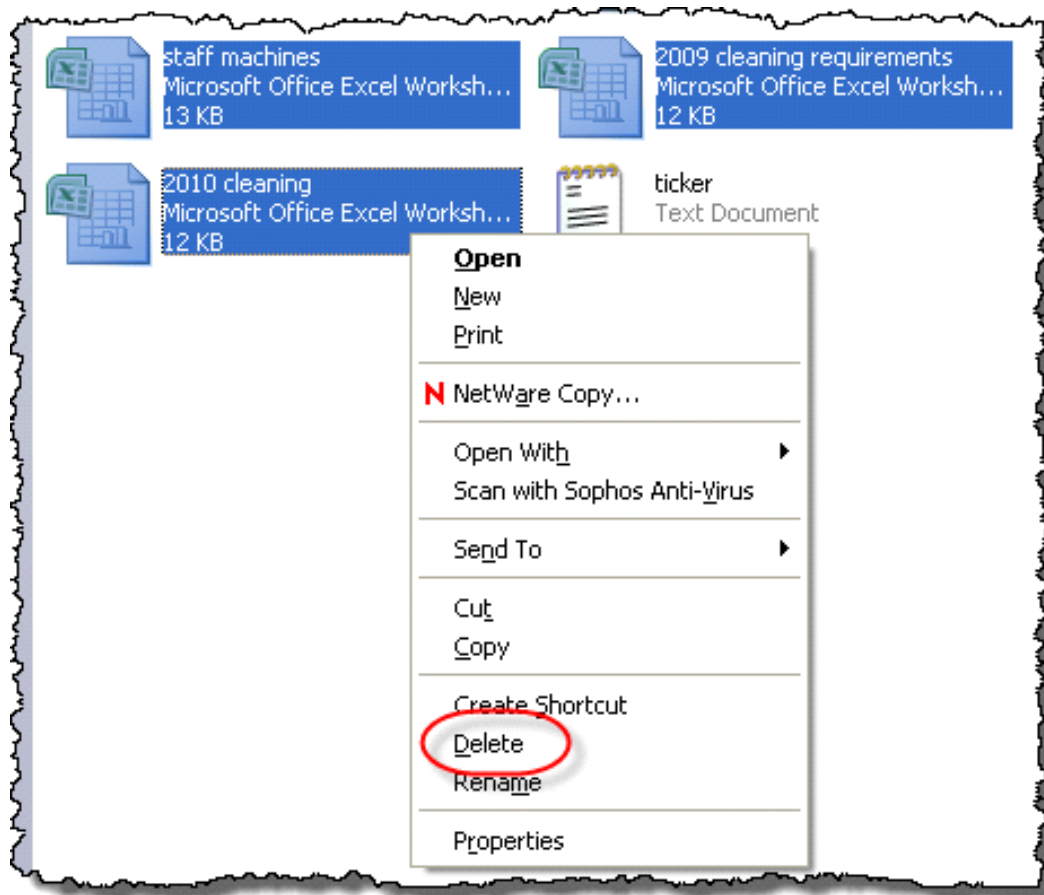 staff machines
Microsoft Office Excel Worksh...
13 KB
2009 cleaning requirements
Microsoft Office Excel Worksh...
12 KB
2010 cleaning
Microsoft Office Excel Worksh...
12 KB
ticker
Text Document
Open
New
Print
N NetWare Copy...
Open With
Scan with Sophos Anti-Virus
Send To
Cut
Copy
Create Shortcut
Delete
Rename
Properties